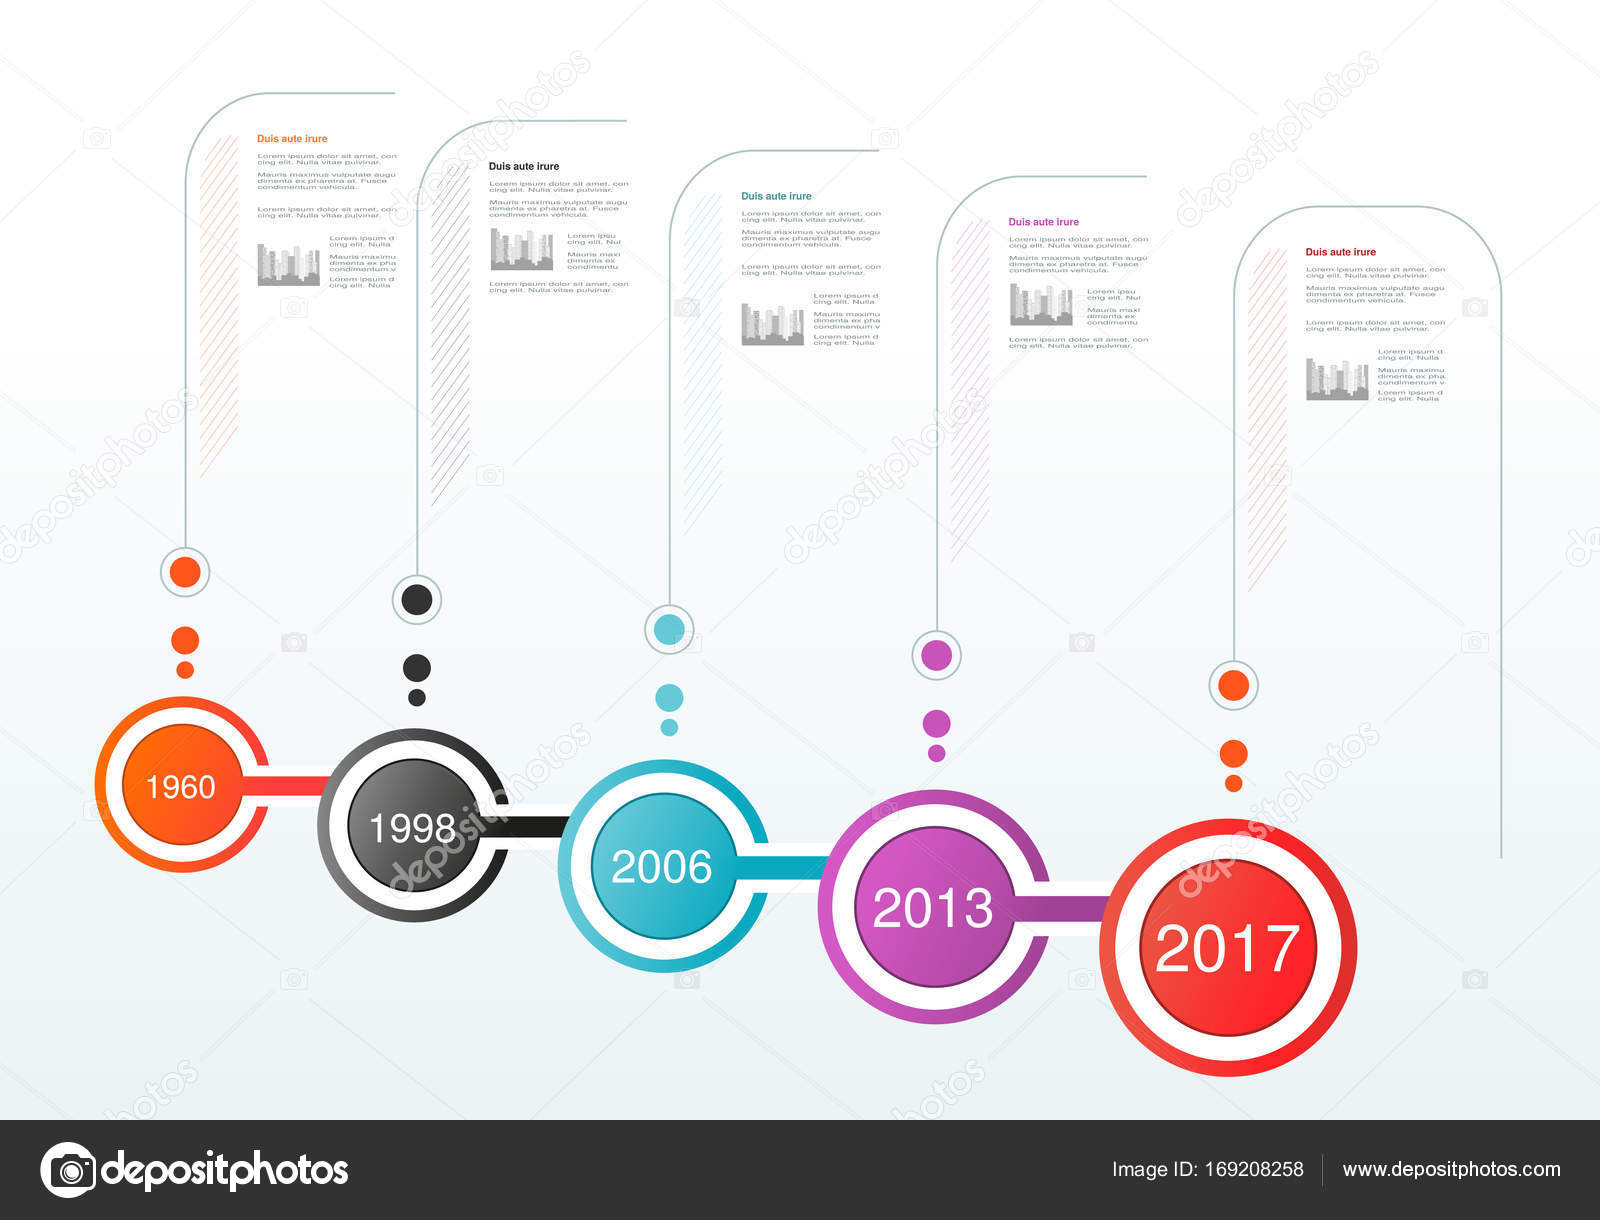 Duis aute irure
Lorem ipsum dolor sit amet, con
cing elit. Nulla vitae pulvinar.
Mauris maximus vulputate augu
dimentum ex pharetra at. Fusce
condimentum vehicula.
Lorem ipsum dolor sit amet, con
cing elit. Nulla vitae pulvinar.
Lorem ipsum d
cing elit. Nulla
Mauris maximu
dimenta ex pha
condimentum v
Lorem ipsum d
cing elit. Nulla
Duis aute irure
Lorem ipsum dolor sit amet, con
cing elit. Nulla vitae pulvinar.
Mauris maximus vulputate augu
dimentum ex pharetra at. Fusce
condimentum vehicula.
Lorem ipsu
cing elit. Nul
Mauris maxi
dimenta ex
condimentu
Lorem ipsum dolor sit amet, con
cing elit. Nulla vitae pulvinar.
Duis aute irure
Lorem ipsum dolor sit amet, con
cing elit. Nulla vitae pulvinar.
Mauris maximus vulputate augu
dimentum ex pharetra at. Fusce
condimentum vehicula.
Lorem ipsum dolor sit amet, con
cing elit. Nulla vitae pulvinar.
Lorem ipsum d
cing elit. Nulla
Mauris maximu
dimenta ex pha
condimentum v
Lorem ipsum d
cing elit. Nulla
Duis aute irure
Lorem ipsum dolor sit amet, con
cing elit. Nulla vitae pulvinar.
Mauris maximus vulputate augu
dimentum ex pharetra at. Fusce
condimentum vehicula.
Lorem ipsu
cing elit. Nul
Mauris maxi
dimenta ex
condimentu
Lorem ipsum dolor sit amet, con
cing elit. Nulla vitae pulvinar.
Duis aute irure
Lorem ipsum dolor sit amet, con
cing elit. Nulla vitae pulvinar.
Mauris maximus vulputate augu
dimentum ex pharetra at. Fusce
condimentum vehicula.
Lorem ipsum dolor sit amet, con
cing elit. Nulla vitae pulvinar.
Lorem ipsum d
cing elit. Nulla
Mauris maximu
dimenta ex pha
condimentum v
Lorem ipsum d
cing elit. Nulla
1960
1998
2006
2013
2017
depositphotos
Image ID: 169208258
www.depositphotos.com